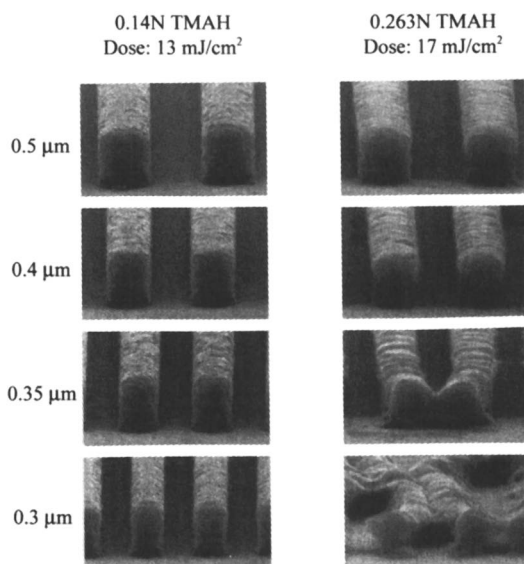 0.14N TMAH
Dose: 13 mJ/cm²
0.263N TMAH
Dose: 17 mJ/cm²
0.5 μm
0.4 μm
0.35 μm
0.3 μm